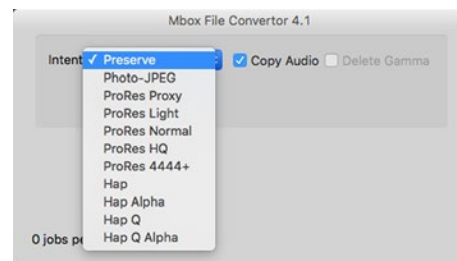 Mbox File Convertor 4.1
Intent ✓ Preserve Copy Audio Delete Gamma
Photo-JPEG
ProRes Proxy
ProRes Light
ProRes Normal
ProRes HQ
ProRes 4444+
Hap
Hap Alpha
Hap Q
Hap Q Alpha
0 jobs